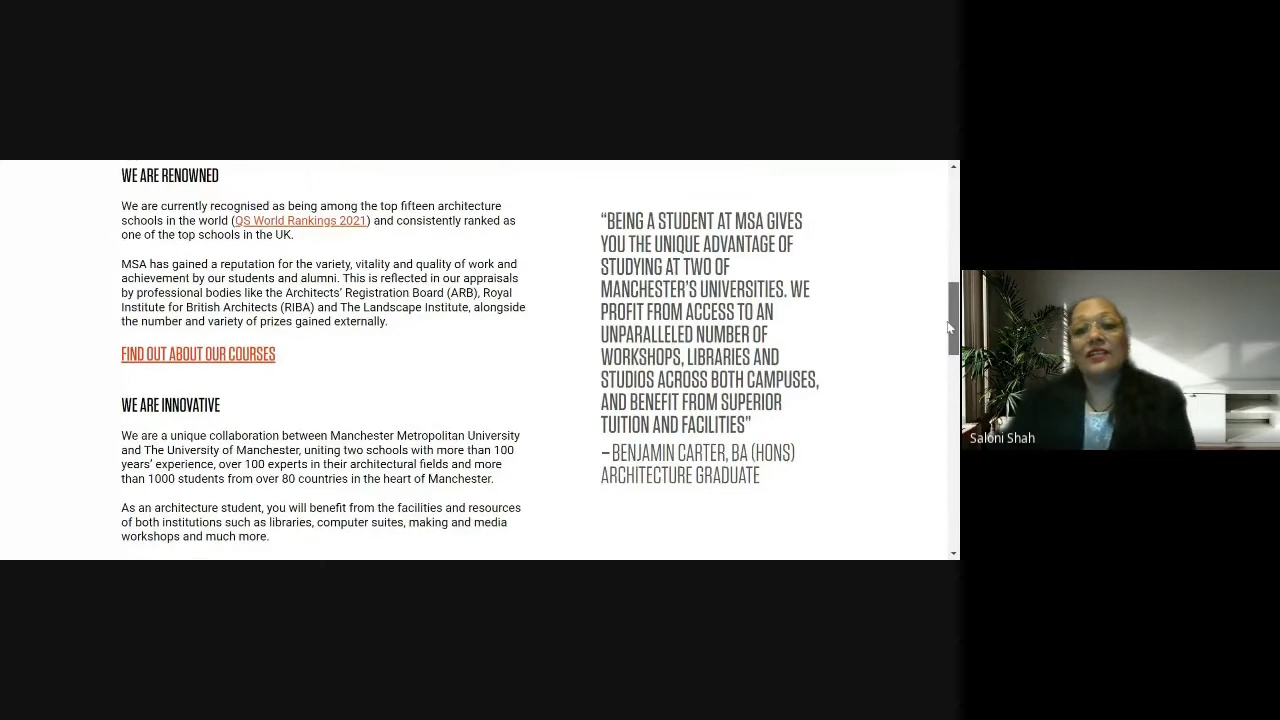 WE ARE RENOWNED
We are currently recognised as being among the top fifteen architecture
schools in the world (QS World Rankings 2021) and consistently ranked as
one of the top schools in the UK.
MSA has gained a reputation for the variety, vitality and quality of work and
achievement by our students and alumni. This is reflected in our appraisals
by professional bodies like the Architects' Registration Board (ARB), Royal
Institute for British Architects (RIBA) and The Landscape Institute, alongside
the number and variety of prizes gained externally.
FIND OUT ABOUT OUR COURSES
WE ARE INNOVATIVE
We are a unique collaboration between Manchester Metropolitan University
and The University of Manchester, uniting two schools with more than 100
years' experience, over 100 experts in their architectural fields and more
than 1000 students from over 80 countries in the heart of Manchester.
As an architecture student, you will benefit from the facilities and resources
of both institutions such as libraries, computer suites, making and media
workshops and much more.
“BEING A STUDENT AT MSA GIVES
YOU THE UNIQUE ADVANTAGE OF
STUDYING AT TWO OF
MANCHESTER'S UNIVERSITIES. WE
PROFIT FROM ACCESS TO AN
UNPARALLELED NUMBER OF
WORKSHOPS, LIBRARIES AND
STUDIOS ACROSS BOTH CAMPUSES,
AND BENEFIT FROM SUPERIOR
TUITION AND FACILITIES”
– BENJAMIN CARTER, BA (HONS)
ARCHITECTURE GRADUATE
Saloni Shah